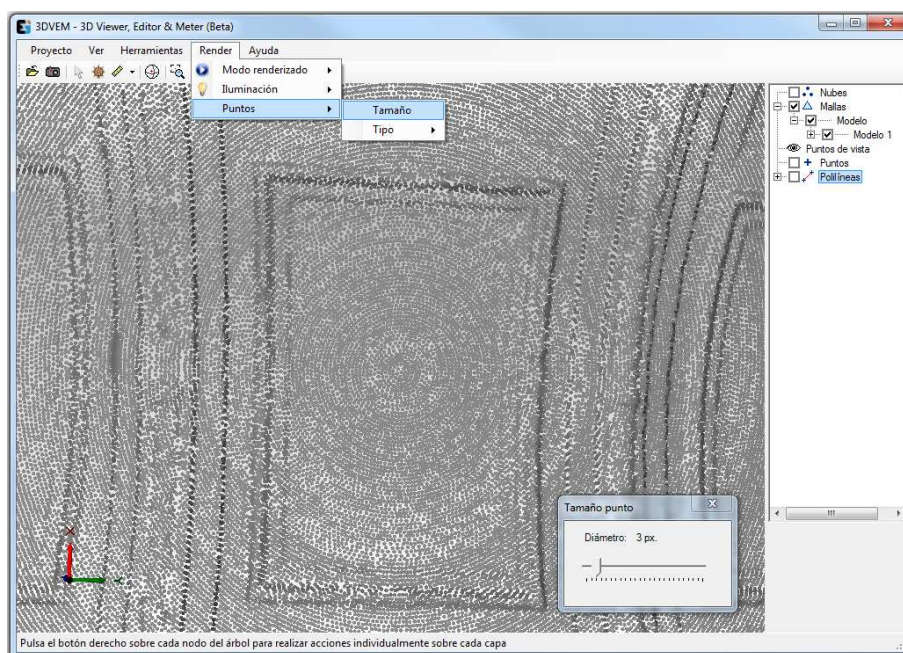 3DVEM - 3D Viewer, Editor & Meter (Beta)
Proyecto Ver Herramientas Render Ayuda
Modo renderizado
Iluminación
Puntos
Tamaño
Tipo
Nubes
Mallas
Modelo
Modelo 1
Puntos de vista
Puntos
Polilíneas
Tamaño punto
Diámetro: 3 px.
X
Y
Pulsa el botón derecho sobre cada nodo del árbol para realizar acciones individualmente sobre cada capa